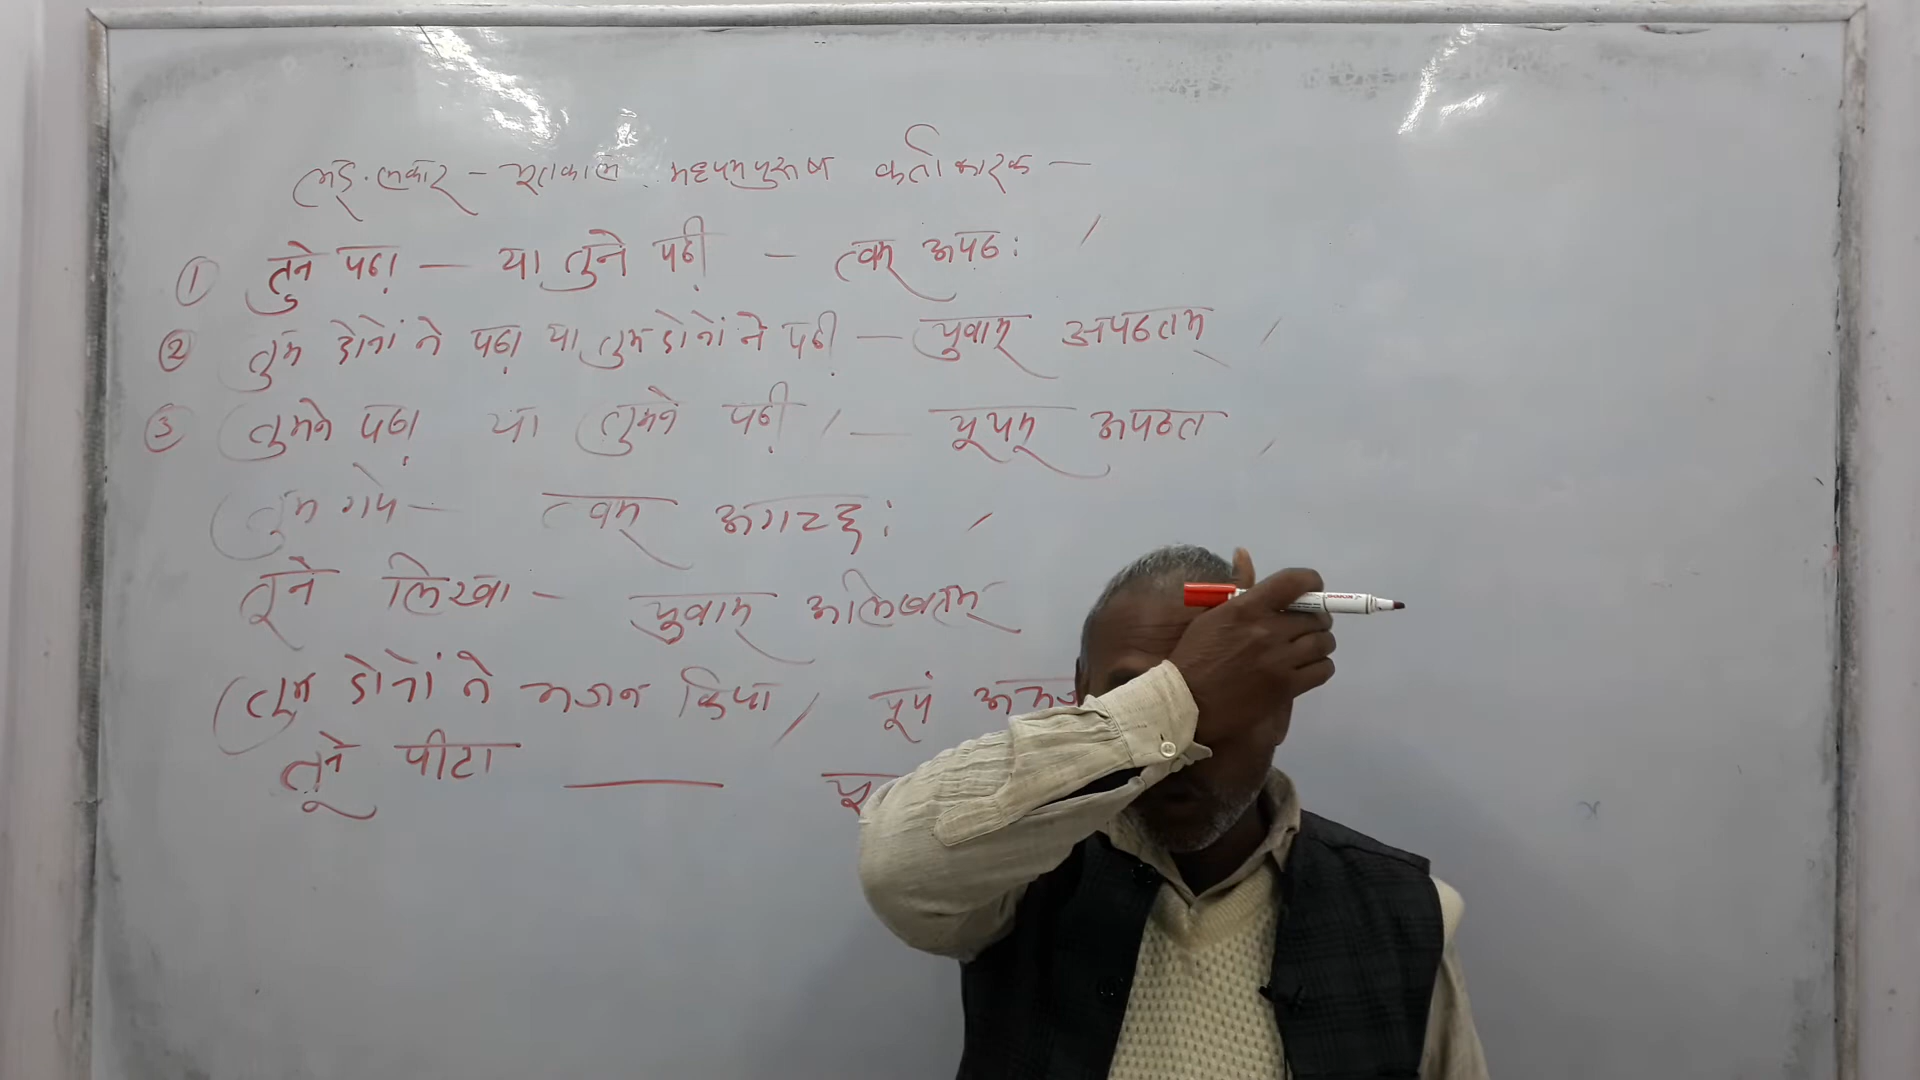 लङ्. लकार - भूतकाल. मध्यमपुरुष कर्ता कारक —
① तुने पढ़ा — या तुने पढ़ी — त्वम् अपठः /
② तुम दोनों ने पढ़ा या तुम दोनों ने पढ़ी — युवाम् अपठतम् /
③ तुमने पढ़ा या तुमने पढ़ी / — यूयम् अपठत /
तुम गये — त्वम् अगच्छः /
तूने लिखा - युवाम् अलिखतम्
तुम दोनों ने भजन किया / यूयं
तूने पीटा —